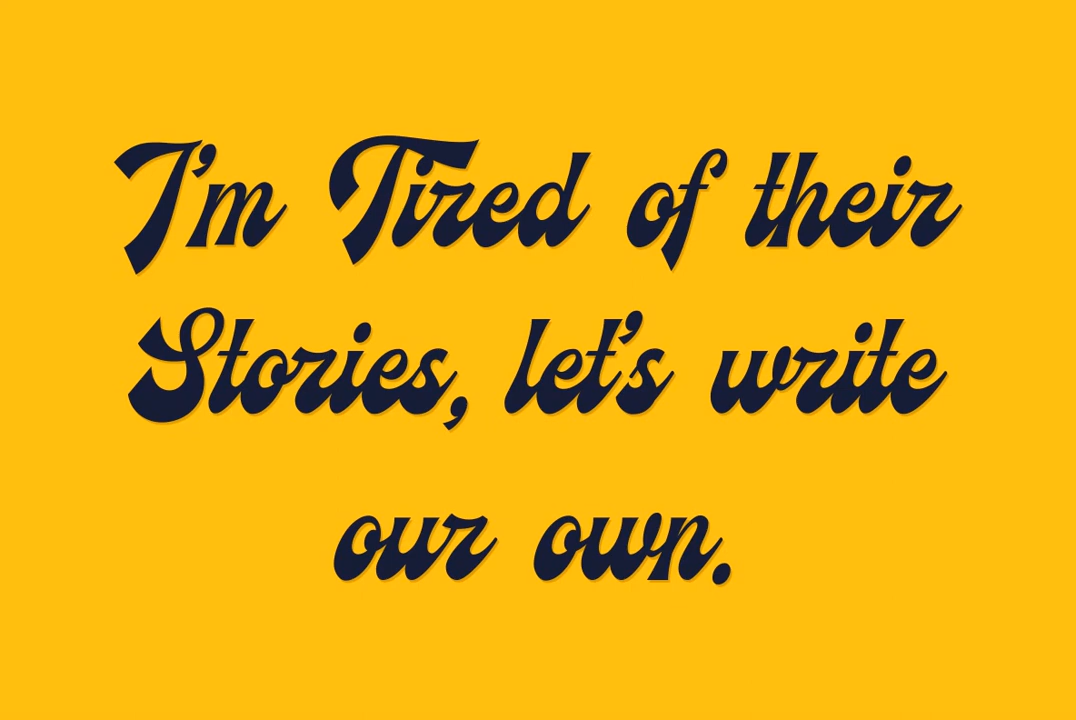 I'm Tired of their
Stories, let's write
our own.